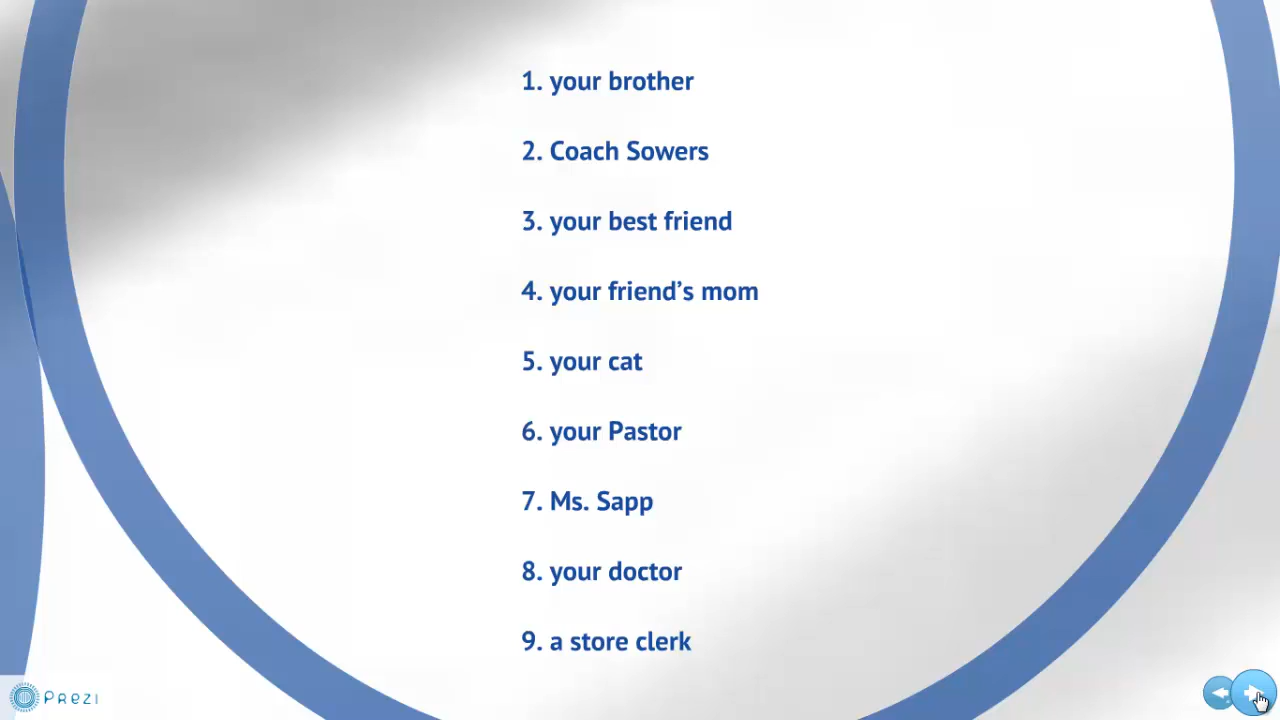 1. your brother
2. Coach Sowers
3. your best friend
4. your friend’s mom
5. your cat
6. your Pastor
7. Ms. Sapp
8. your doctor
9. a store clerk
PREZI